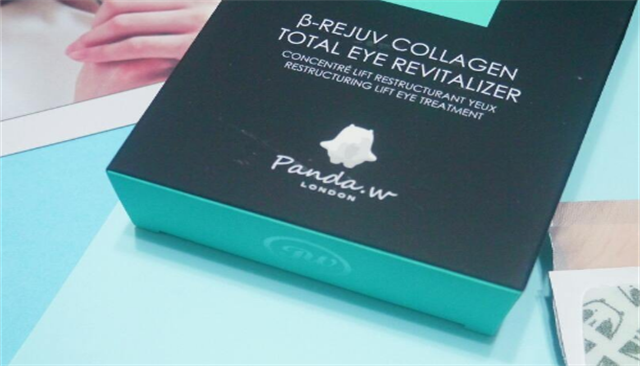 β-REJUV COLLAGEN
TOTAL EYE REVITALIZER
CONCENTRÉ LIFT RESTRUCTURANT YEUX
RESTRUCTURING LIFT EYE TREATMENT
Panda.w
LONDON